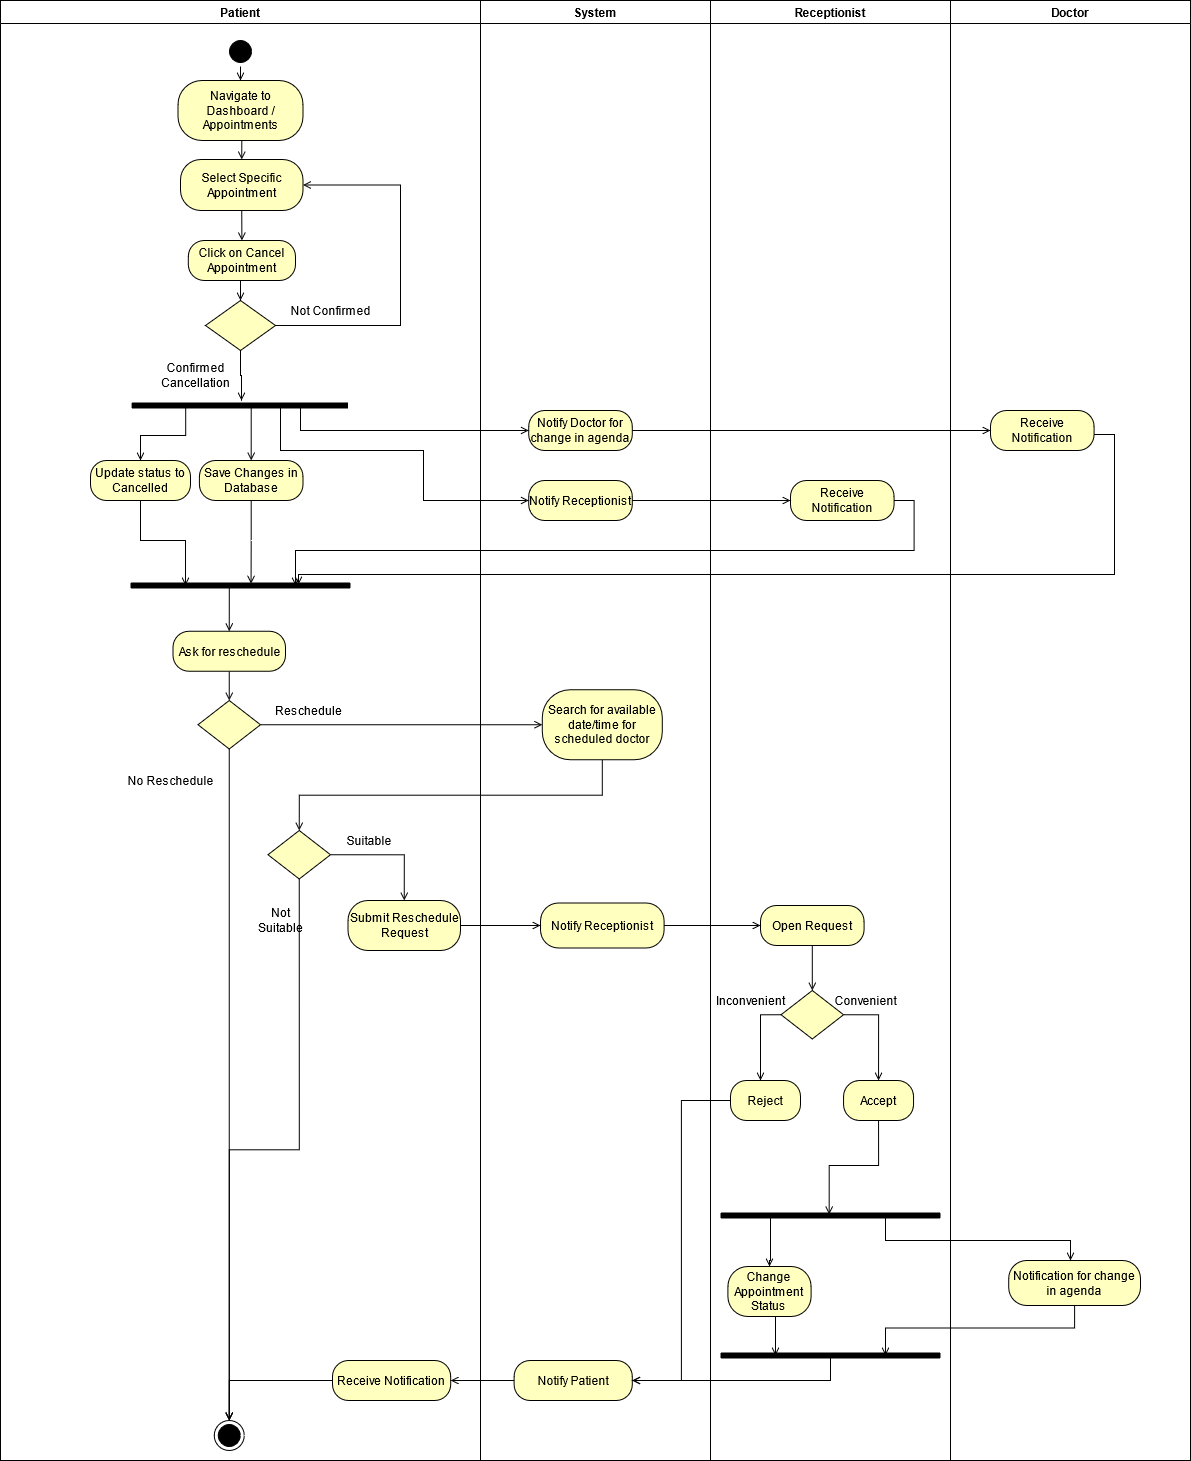 Patient
System
Receptionist
Doctor
Navigate to
Dashboard /
Appointments
Select Specific
Appointment
Click on Cancel
Appointment
Not Confirmed
Confirmed
Cancellation
Notify Doctor for
change in agenda
Receive
Notification
Update status to
Cancelled
Save Changes in
Database
Notify Receptionist
Receive
Notification
Ask for reschedule
Reschedule
Search for available
date/time for
scheduled doctor
No Reschedule
Suitable
Not
Suitable
Submit Reschedule
Request
Notify Receptionist
Open Request
Inconvenient
Convenient
Reject
Accept
Change
Appointment
Status
Notification for change
in agenda
Receive Notification
Notify Patient